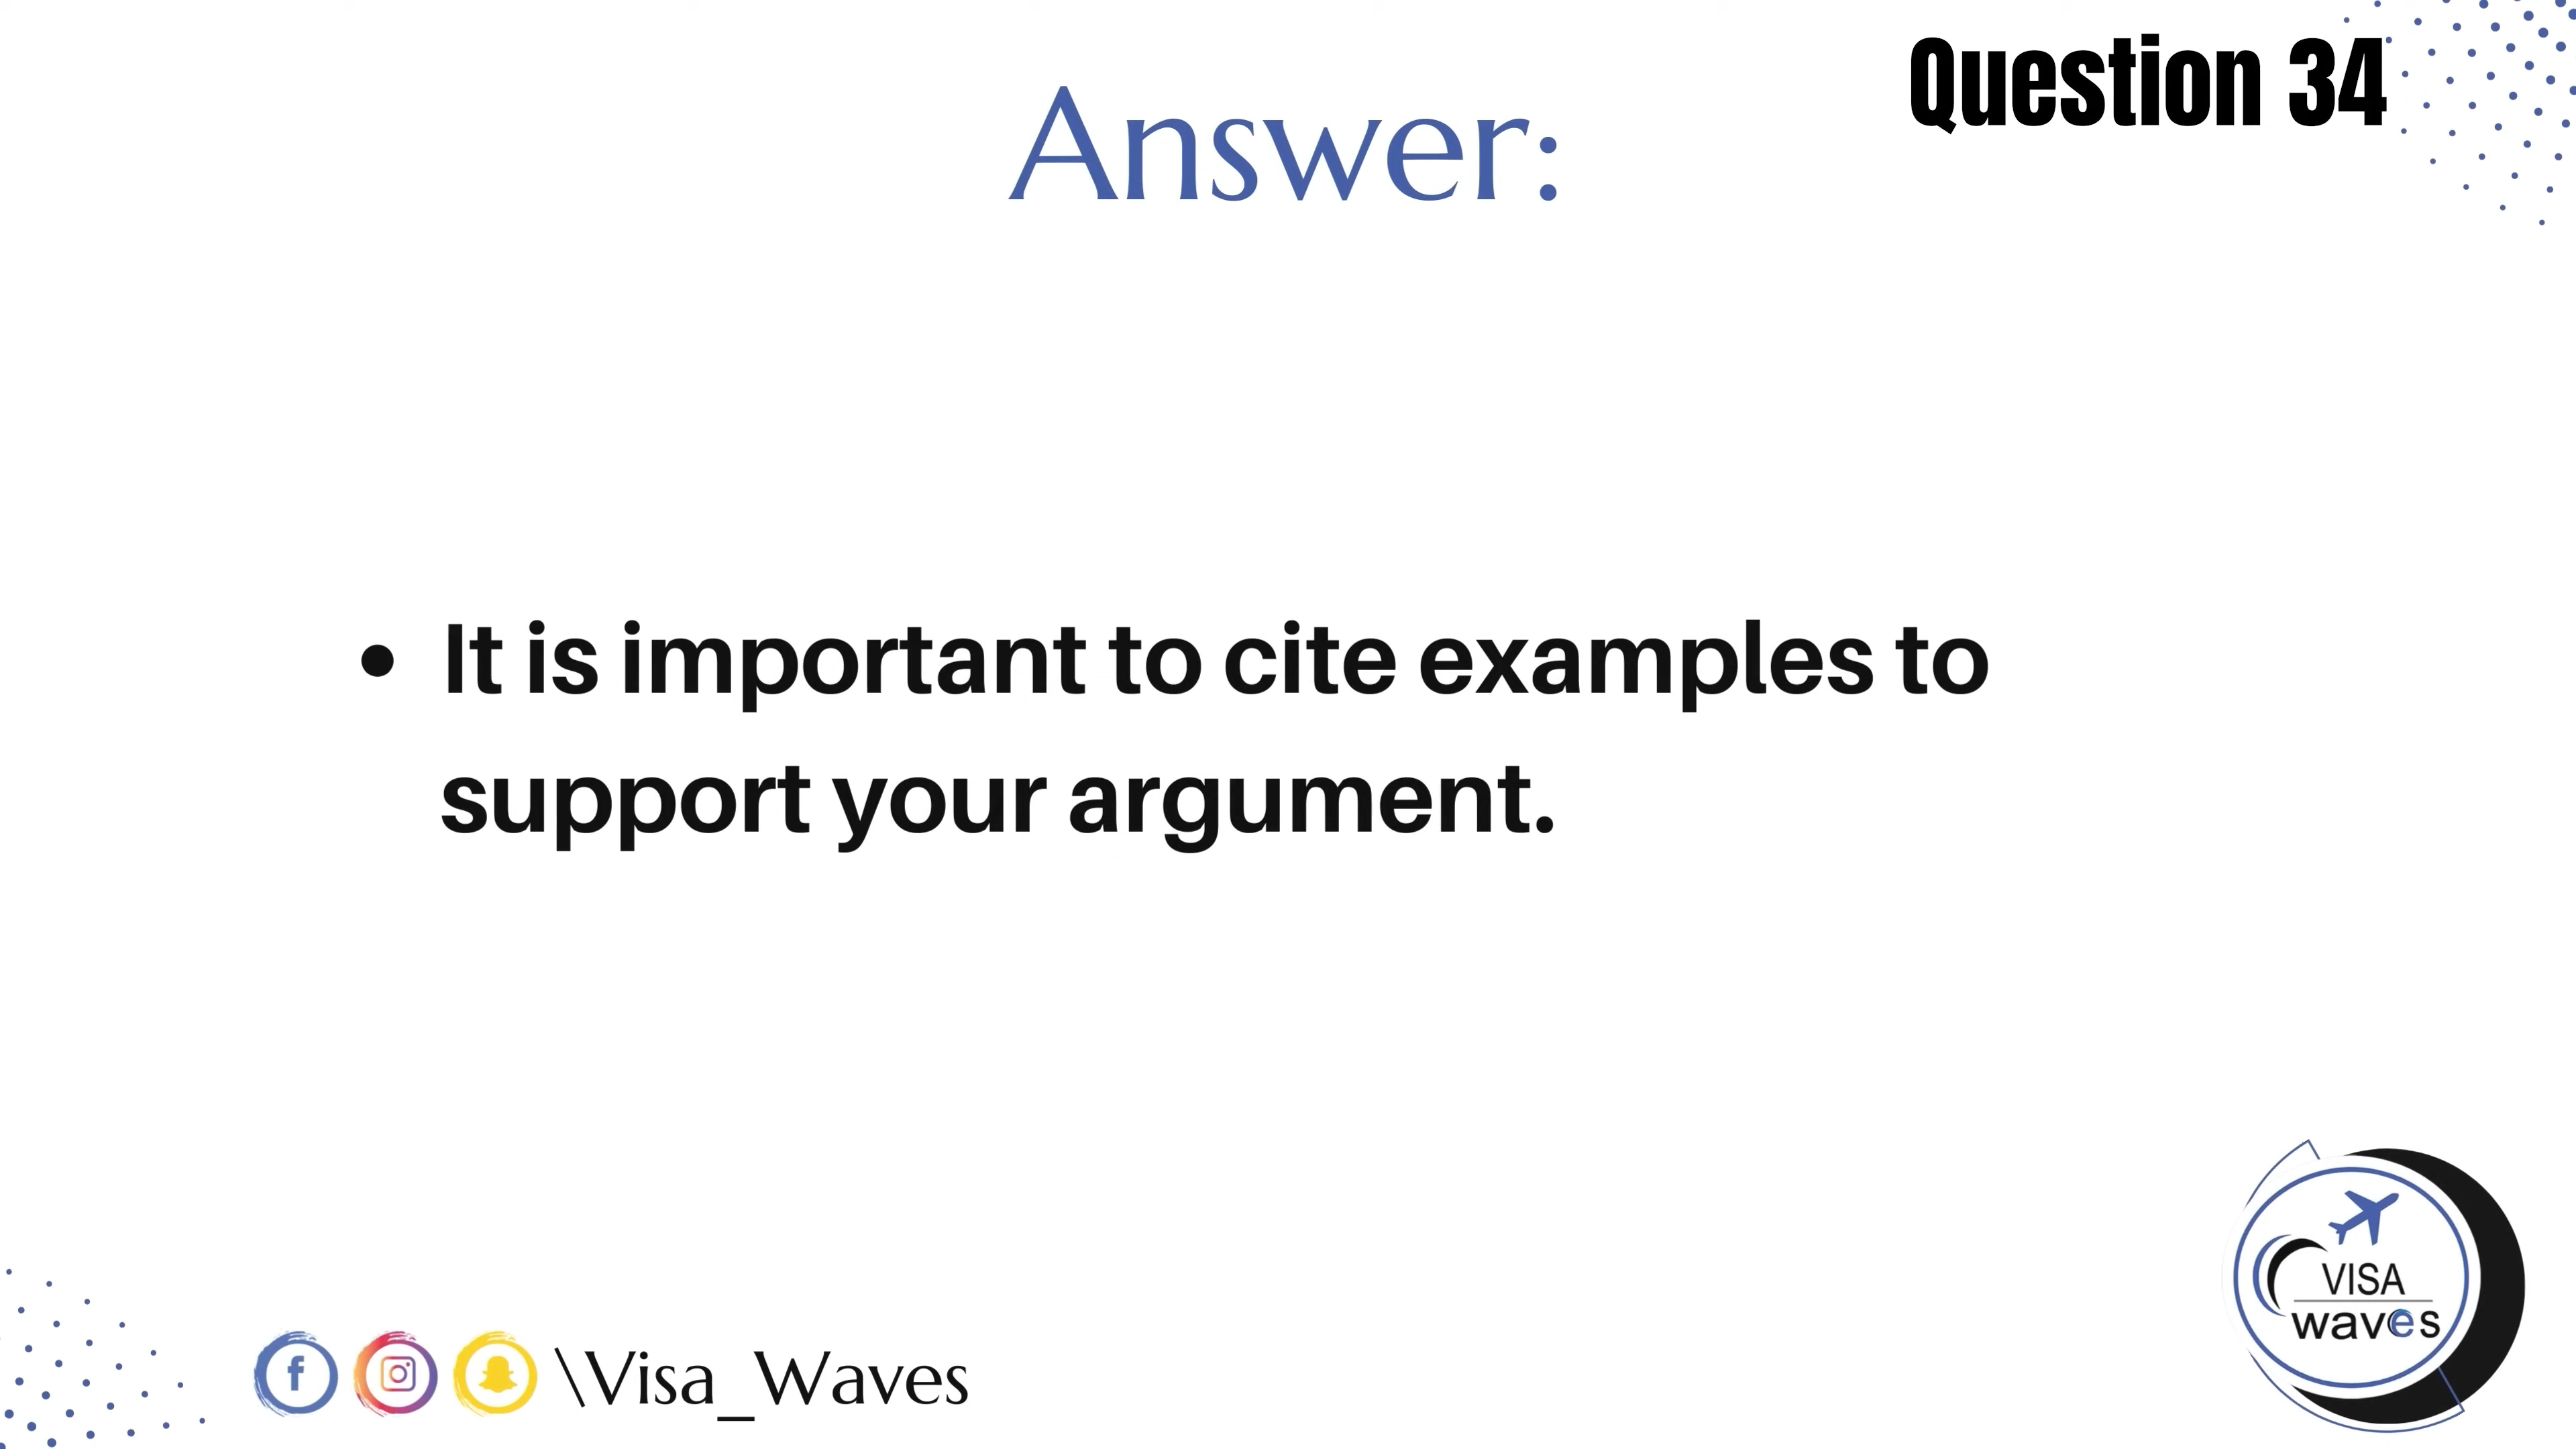 Question 34
Answer:
• It is important to cite examples to
support your argument.
\Visa_Waves
VISA
waves